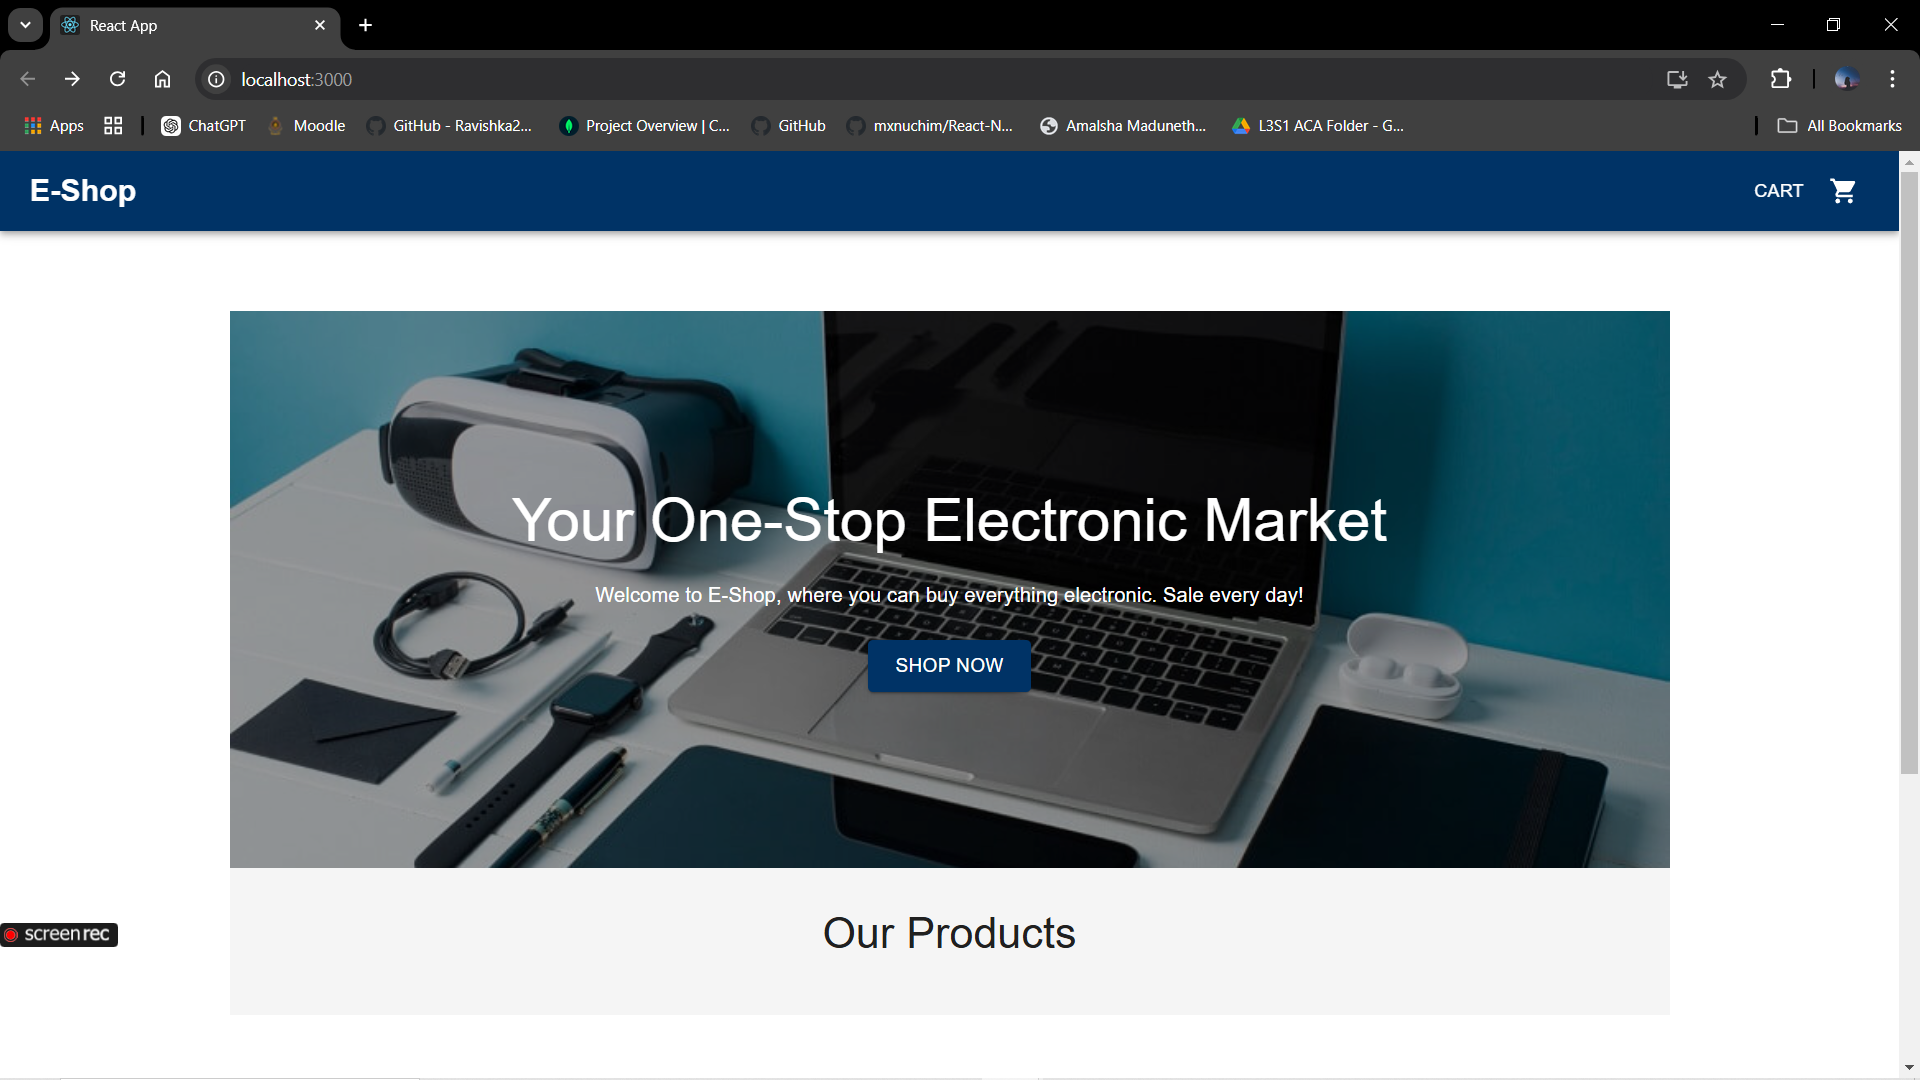 React App
localhost:3000
Apps
ChatGPT
Moodle
GitHub - Ravishka2...
Project Overview | C...
GitHub
mxnuchim/React-N...
Amalsha Maduneth...
L3S1 ACA Folder - G...
All Bookmarks
E-Shop
CART
Your One-Stop Electronic Market
Welcome to E-Shop, where you can buy everything electronic. Sale every day!
SHOP NOW
Our Products
screenrec